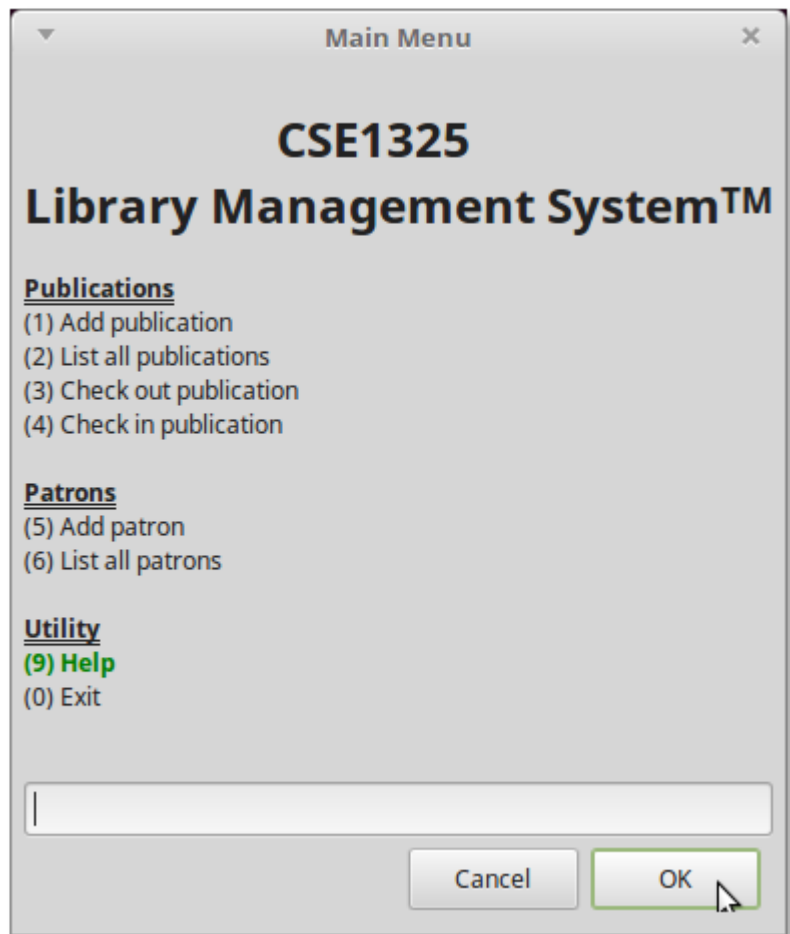 Main Menu
CSE1325
Library Management System™
Publications
(1) Add publication
(2) List all publications
(3) Check out publication
(4) Check in publication
Patrons
(5) Add patron
(6) List all patrons
Utility
(9) Help
(0) Exit
Cancel OK